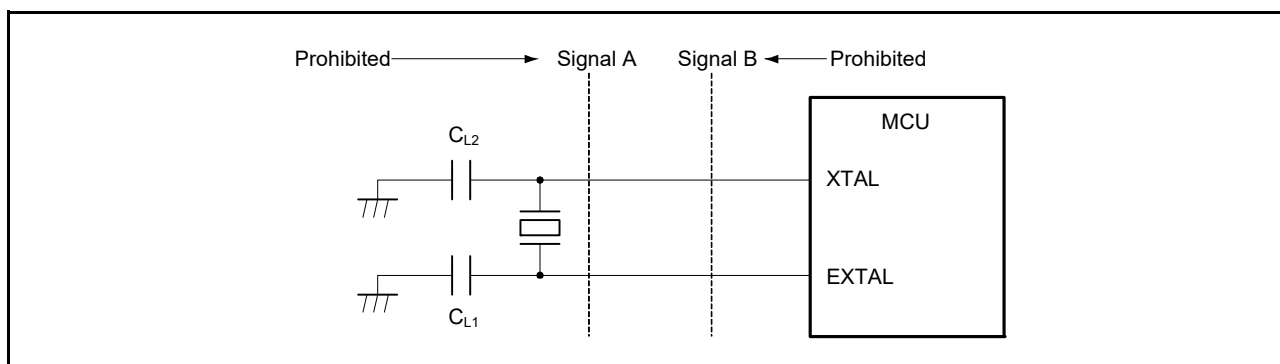 Prohibited Signal A Signal B Prohibited
MCU
CL2
XTAL
EXTAL
CL1